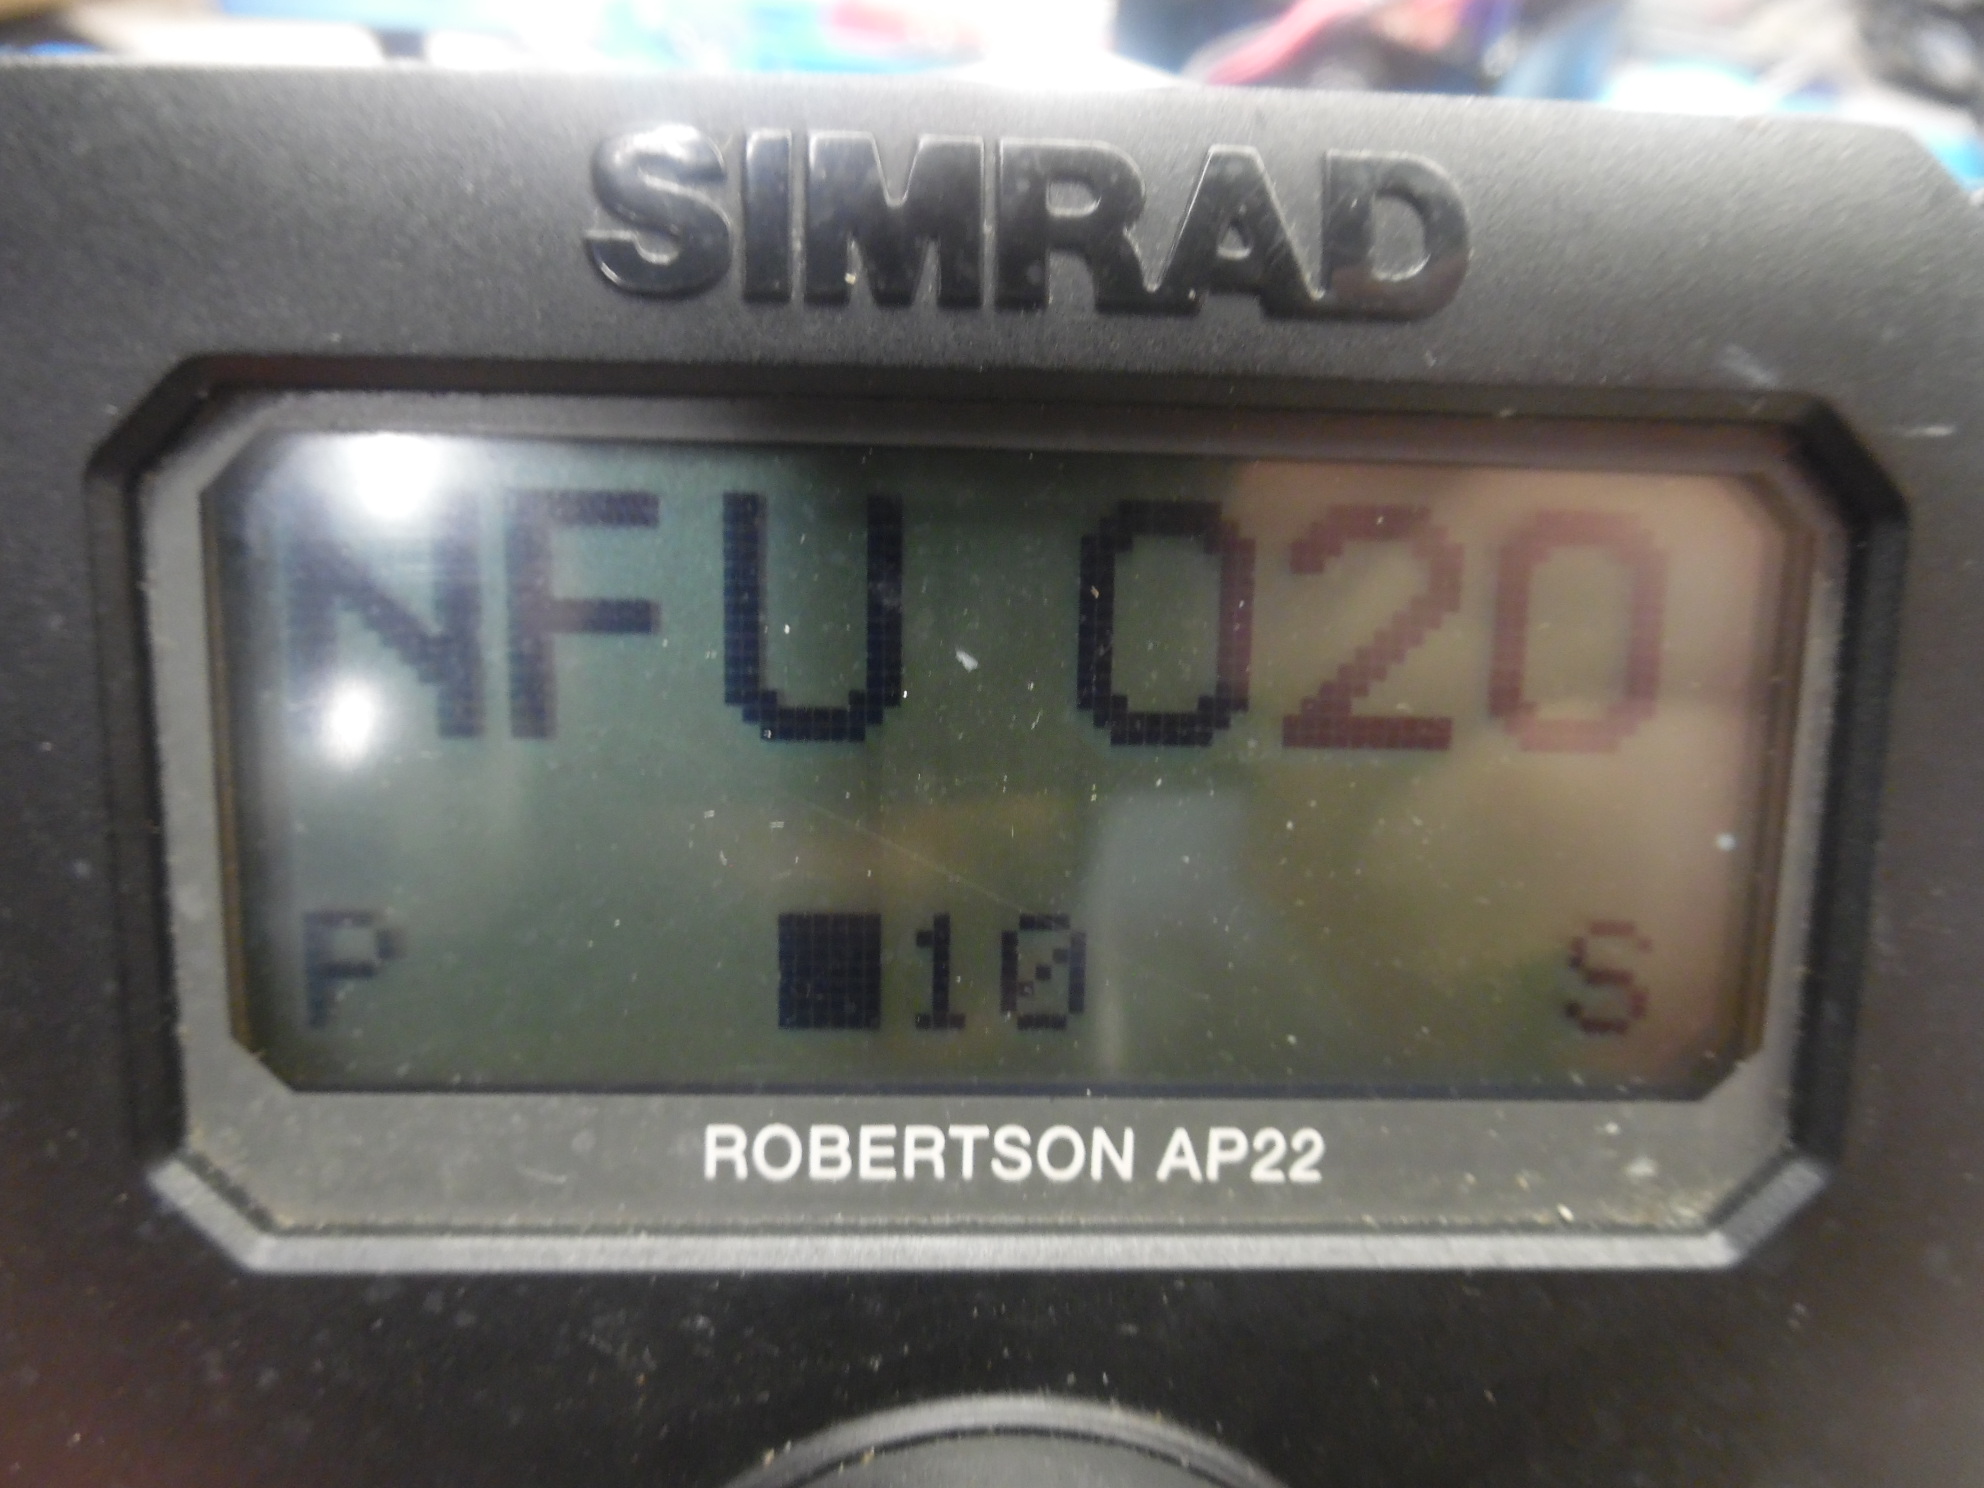 SIMRAD
NFU 020
P ■10 S
ROBERTSON AP22